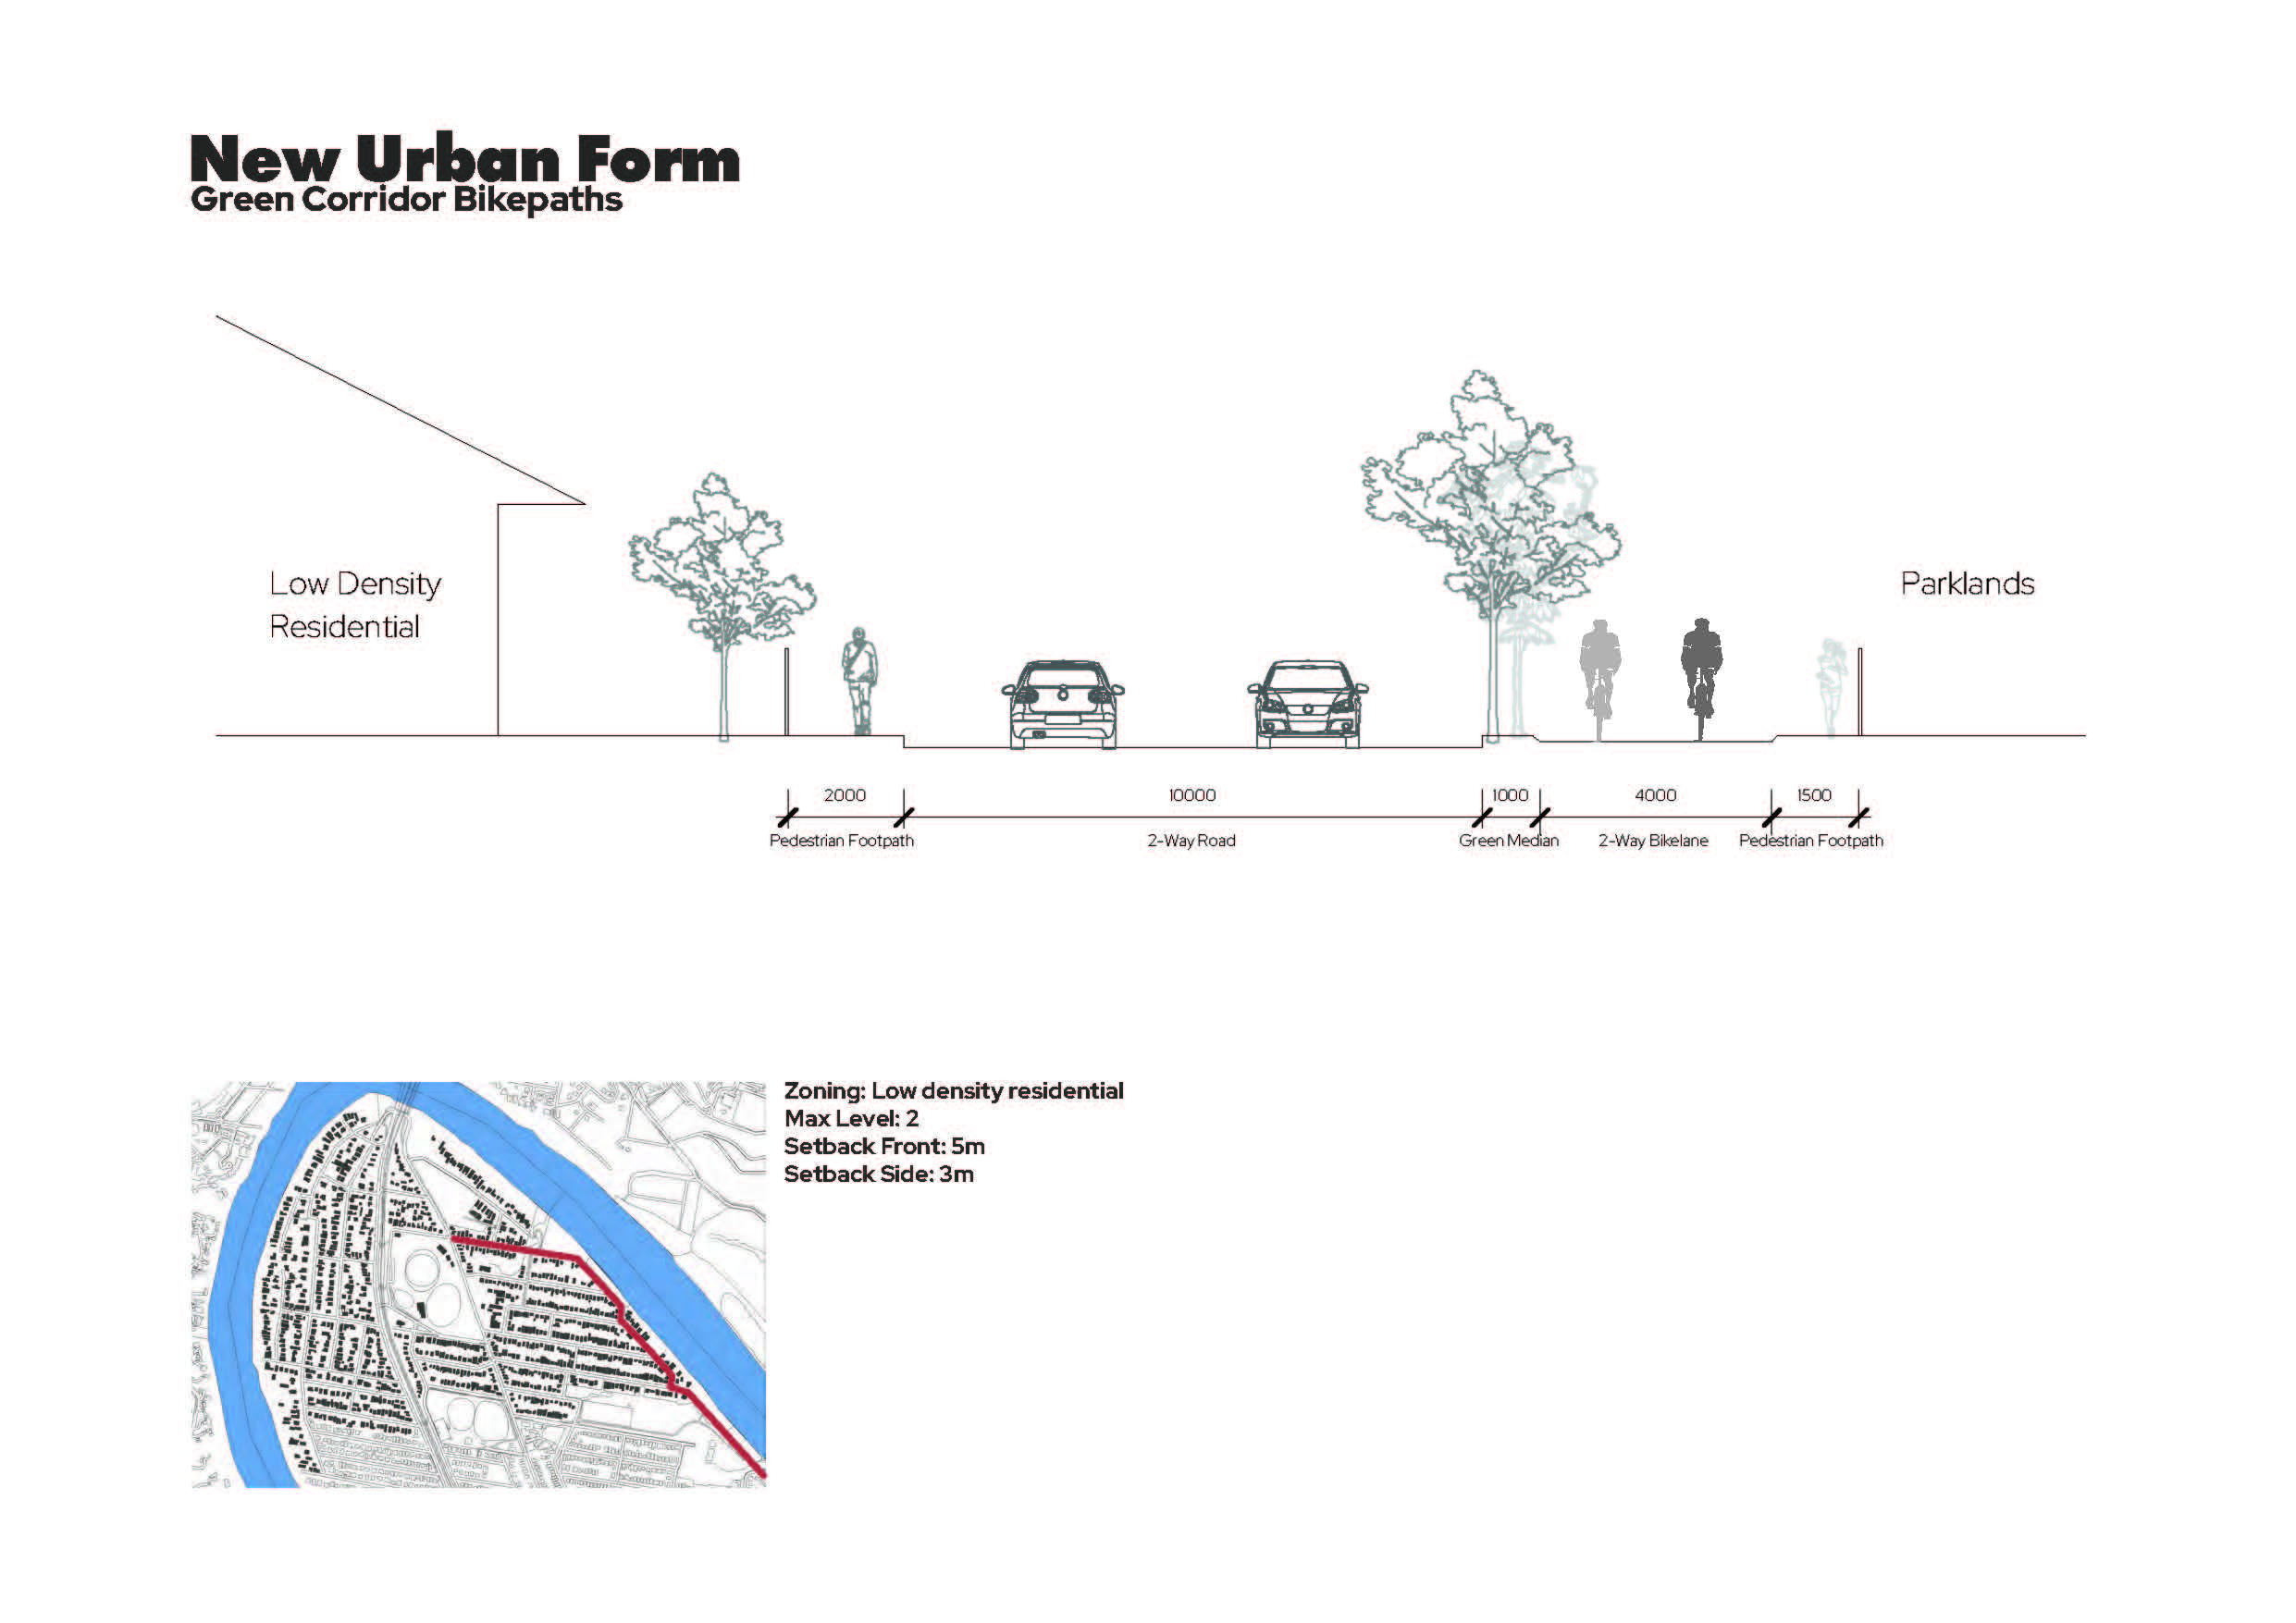 New Urban Form
Green Corridor Bikepaths
Low Density
Residential
Parklands
2000
10000
1000
4000
1500
Pedestrian Footpath
2-Way Road
Green Median
2-Way Bikelane
Pedestrian Footpath
Zoning: Low density residential
Max Level: 2
Setback Front: 5m
Setback Side: 3m